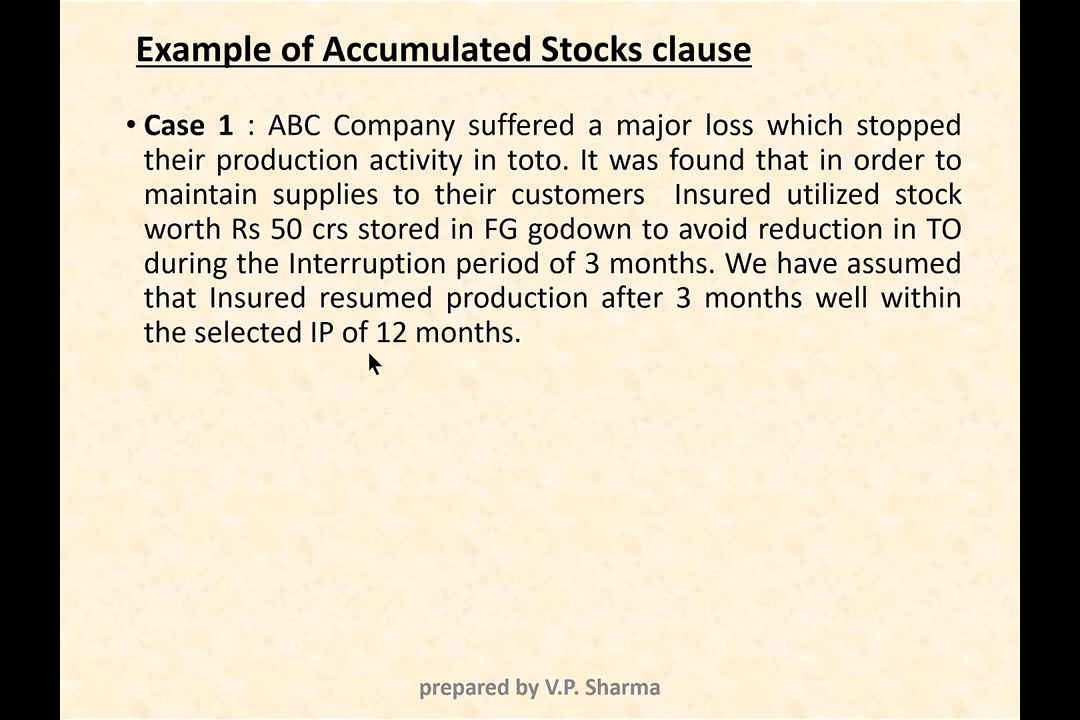 Example of Accumulated Stocks clause
• Case 1 : ABC Company suffered a major loss which stopped
their production activity in toto. It was found that in order to
maintain supplies to their customers Insured utilized stock
worth Rs 50 crs stored in FG godown to avoid reduction in TO
during the Interruption period of 3 months. We have assumed
that Insured resumed production after 3 months well within
the selected IP of 12 months.
prepared by V.P. Sharma